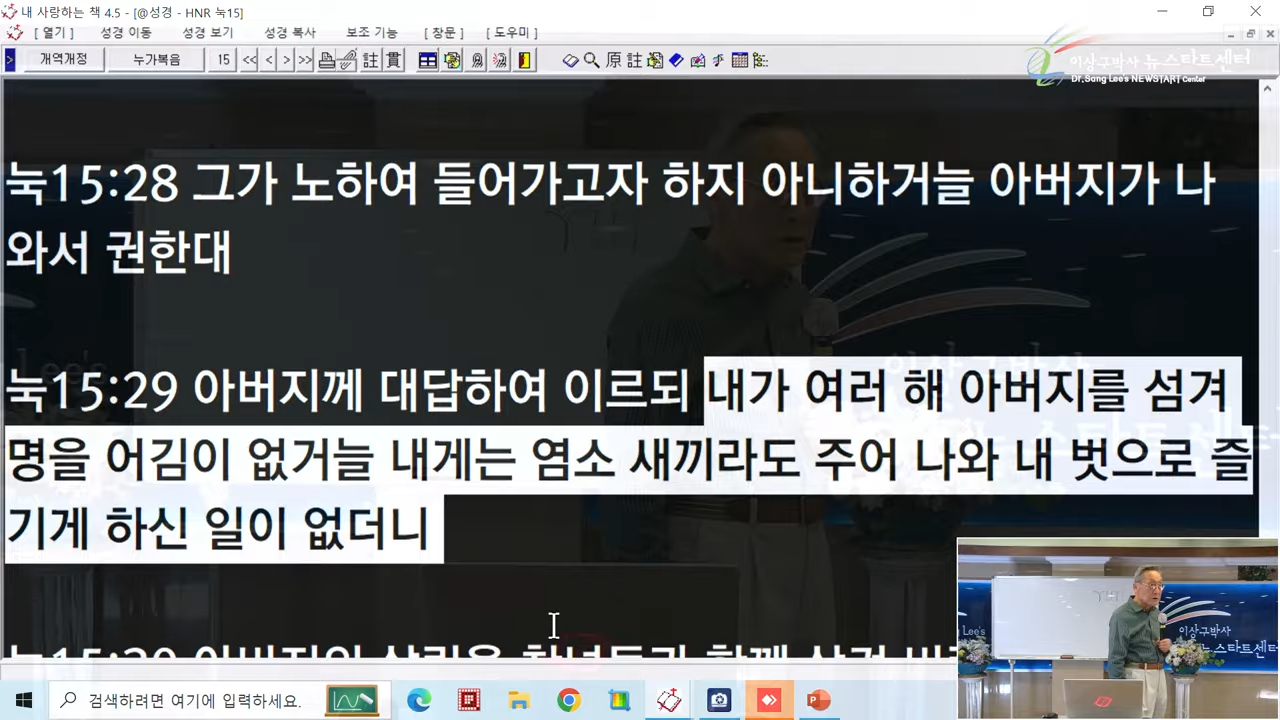 내 사랑하는 책 4.5 - [@성경 - HNR 눅15]
[ 열기 ] 성경 이동 성경 보기 성경 복사 보조 기능 [ 창문 ] [ 도우미 ]
개역개정 누가복음 15 << < > >> 註 貫 原 註
이상구박사 뉴스타트센터
Dr.Sang Lee's NEWSTART Center
눅15:28 그가 노하여 들어가고자 하지 아니하거늘 아버지가 나
와서 권한대
눅15:29 아버지께 대답하여 이르되 내가 여러 해 아버지를 섬겨
명을 어김이 없거늘 내게는 염소 새끼라도 주어 나와 내 벗으로 즐
기게 하신 일이 없더니
Lee's
이상구박사
뉴스타트센터
검색하려면 여기에 입력하세요.